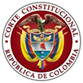 CORTE CONSTITUCIONAL
REPÚBLICA DE COLOMBIA